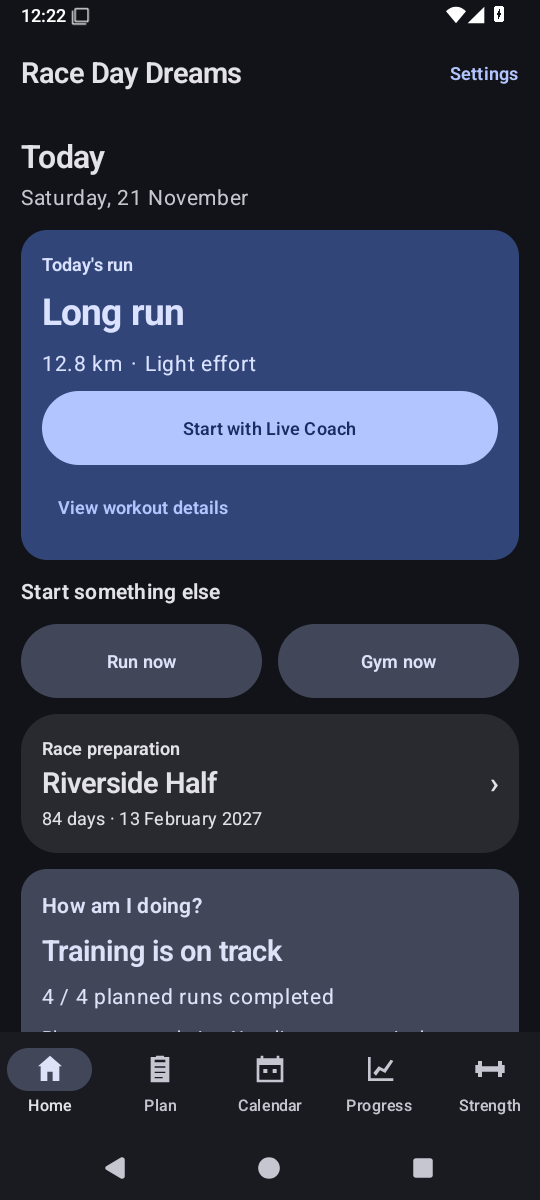 12:22
Race Day Dreams
Settings
Today
Saturday, 21 November
Today's run
Long run
12.8 km · Light effort
Start with Live Coach
View workout details
Start something else
Run now
Gym now
Race preparation
Riverside Half
84 days · 13 February 2027
›
How am I doing?
Training is on track
4 / 4 planned runs completed
Home
Plan
Calendar
Progress
Strength